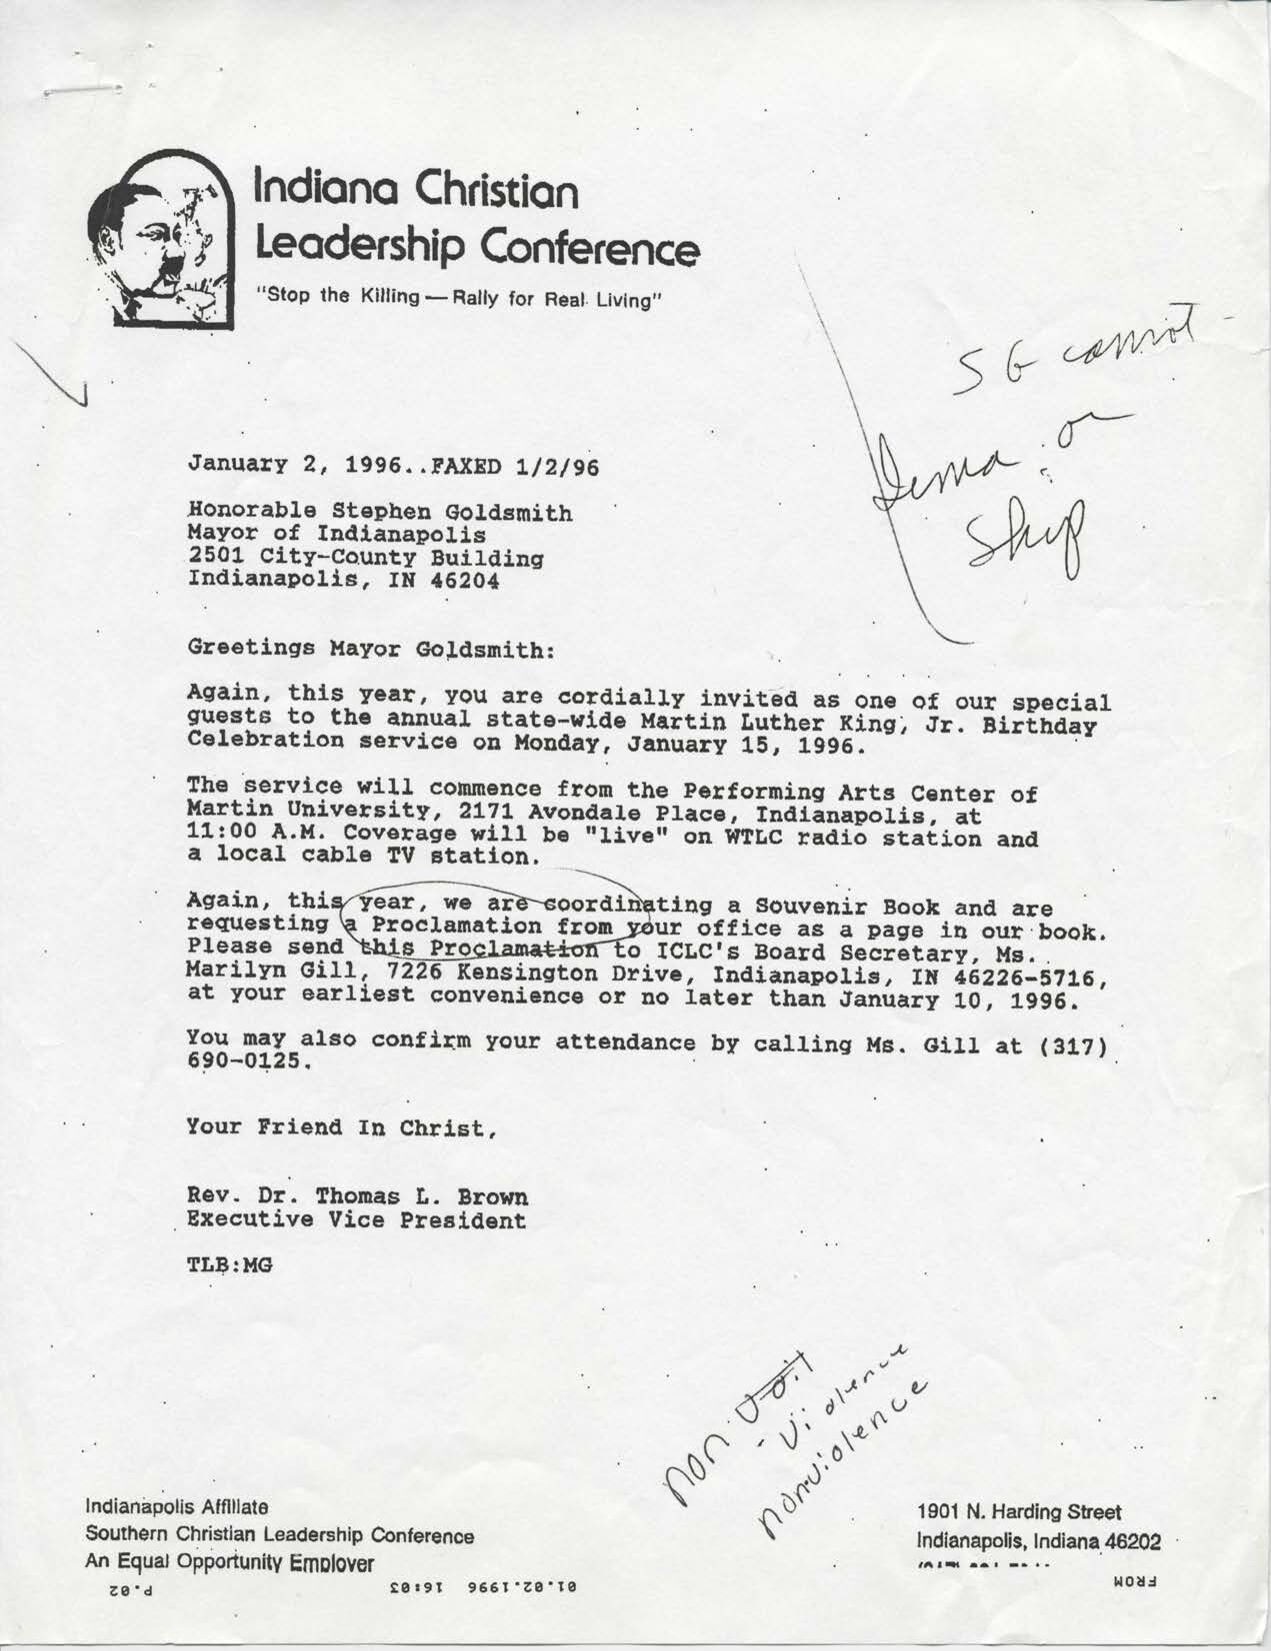 Indiana Christian
Leadership Conference
"Stop the Killing — Rally for Real Living"
SG cannot -
or
Skip
January 2, 1996..FAXED 1/2/96
Honorable Stephen Goldsmith
Mayor of Indianapolis
2501 City-County Building
Indianapolis, IN 46204
Greetings Mayor Goldsmith:
Again, this year, you are cordially invited as one of our special
guests to the annual state-wide Martin Luther King, Jr. Birthday
Celebration service on Monday, January 15, 1996.
The service will commence from the Performing Arts Center of
Martin University, 2171 Avondale Place, Indianapolis, at
11:00 A.M. Coverage will be "live" on WTLC radio station and
a local cable TV station.
Again, this year, we are coordinating a Souvenir Book and are
requesting a Proclamation from your office as a page in our book.
Please send this Proclamation to ICLC's Board Secretary, Ms.
Marilyn Gill, 7226 Kensington Drive, Indianapolis, IN 46226-5716,
at your earliest convenience or no later than January 10, 1996.
You may also confirm your attendance by calling Ms. Gill at (317)
690-0125.
Your Friend In Christ,
Rev. Dr. Thomas L. Brown
Executive Vice President
TLB:MG
non
-violence
nonviolence
Indianapolis Affiliate
Southern Christian Leadership Conference
An Equal Opportunity Employer
1901 N. Harding Street
Indianapolis, Indiana 46202
P.02
01.02.1996 16:03
FROM